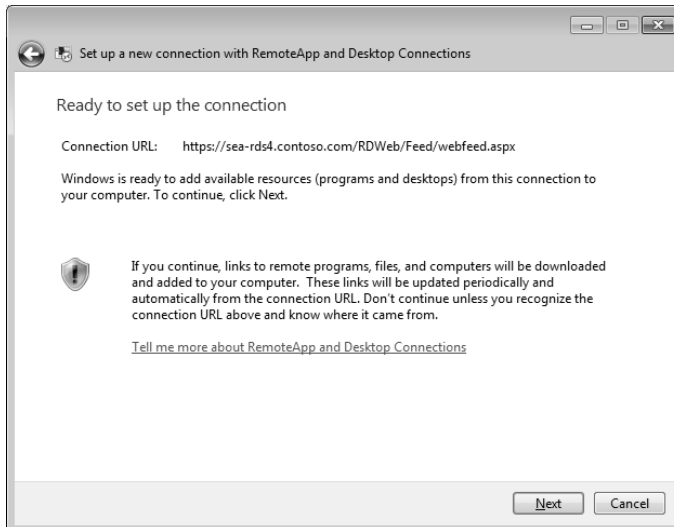 Set up a new connection with RemoteApp and Desktop Connections
Ready to set up the connection
Connection URL: https://sea-rds4.contoso.com/RDWeb/Feed/webfeed.aspx
Windows is ready to add available resources (programs and desktops) from this connection to
your computer. To continue, click Next.
If you continue, links to remote programs, files, and computers will be downloaded
and added to your computer. These links will be updated periodically and
automatically from the connection URL. Don't continue unless you recognize the
connection URL above and know where it came from.
Tell me more about RemoteApp and Desktop Connections
Next Cancel